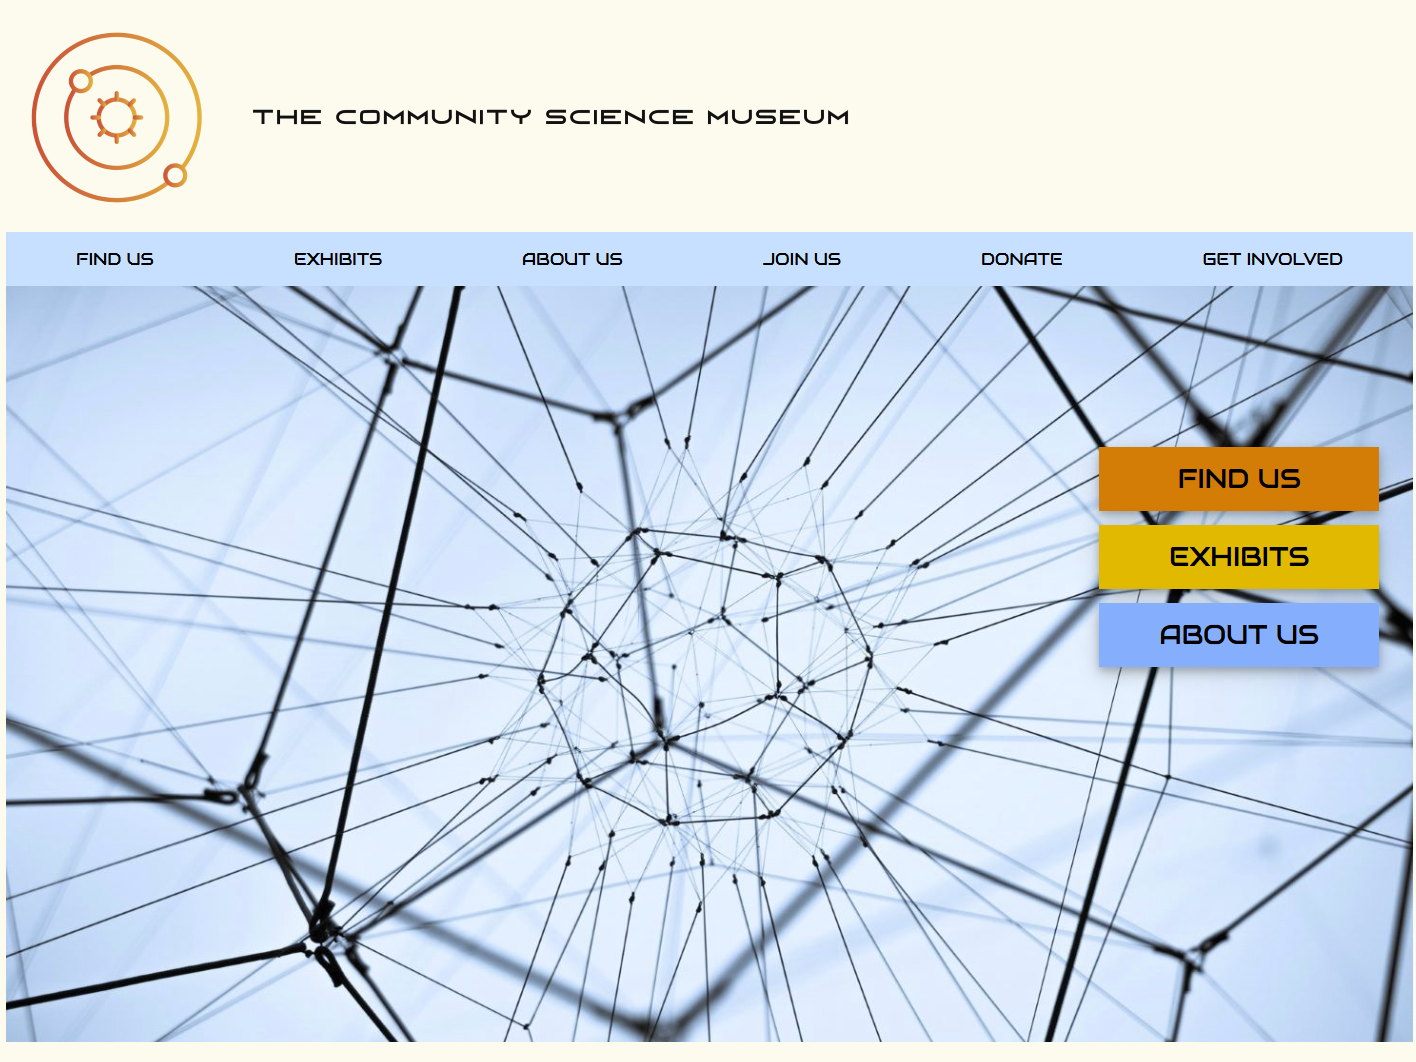 THE COMMUNITY SCIENCE MUSEUM
FIND US EXHIBITS ABOUT US JOIN US DONATE GET INVOLVED
FIND US
EXHIBITS
ABOUT US